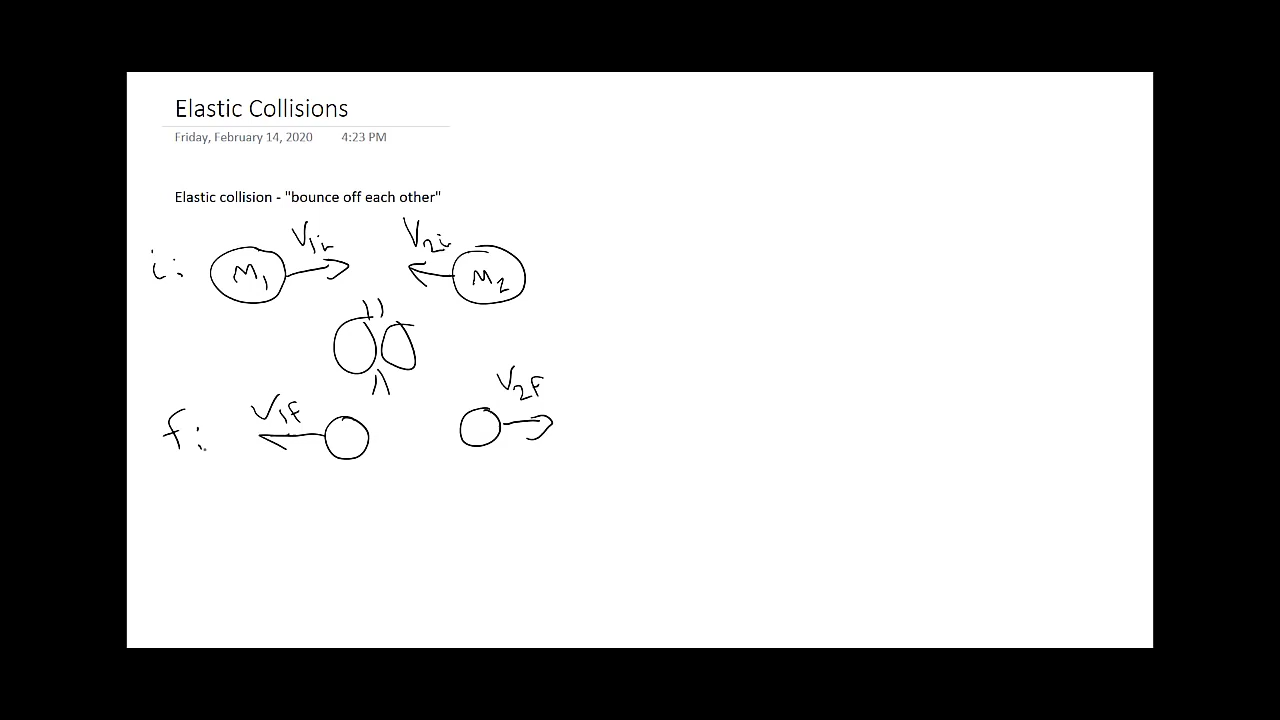 Elastic Collisions
Friday, February 14, 2020 4:23 PM
Elastic collision - "bounce off each other"
V1i V2i
i: M1 M2
V2f
f: V1f